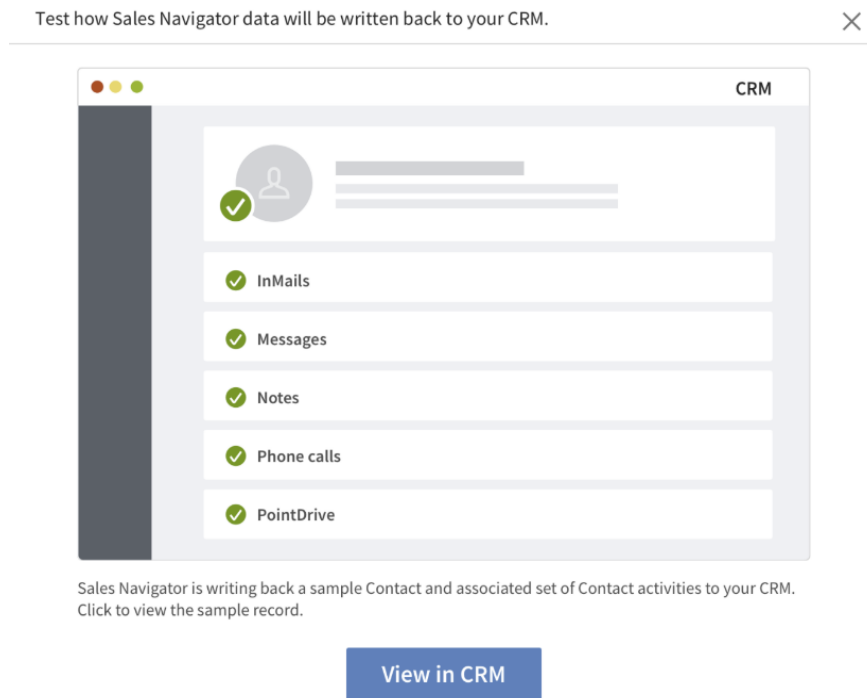 Test how Sales Navigator data will be written back to your CRM.
CRM
InMails
Messages
Notes
Phone calls
PointDrive
Sales Navigator is writing back a sample Contact and associated set of Contact activities to your CRM.
Click to view the sample record.
View in CRM